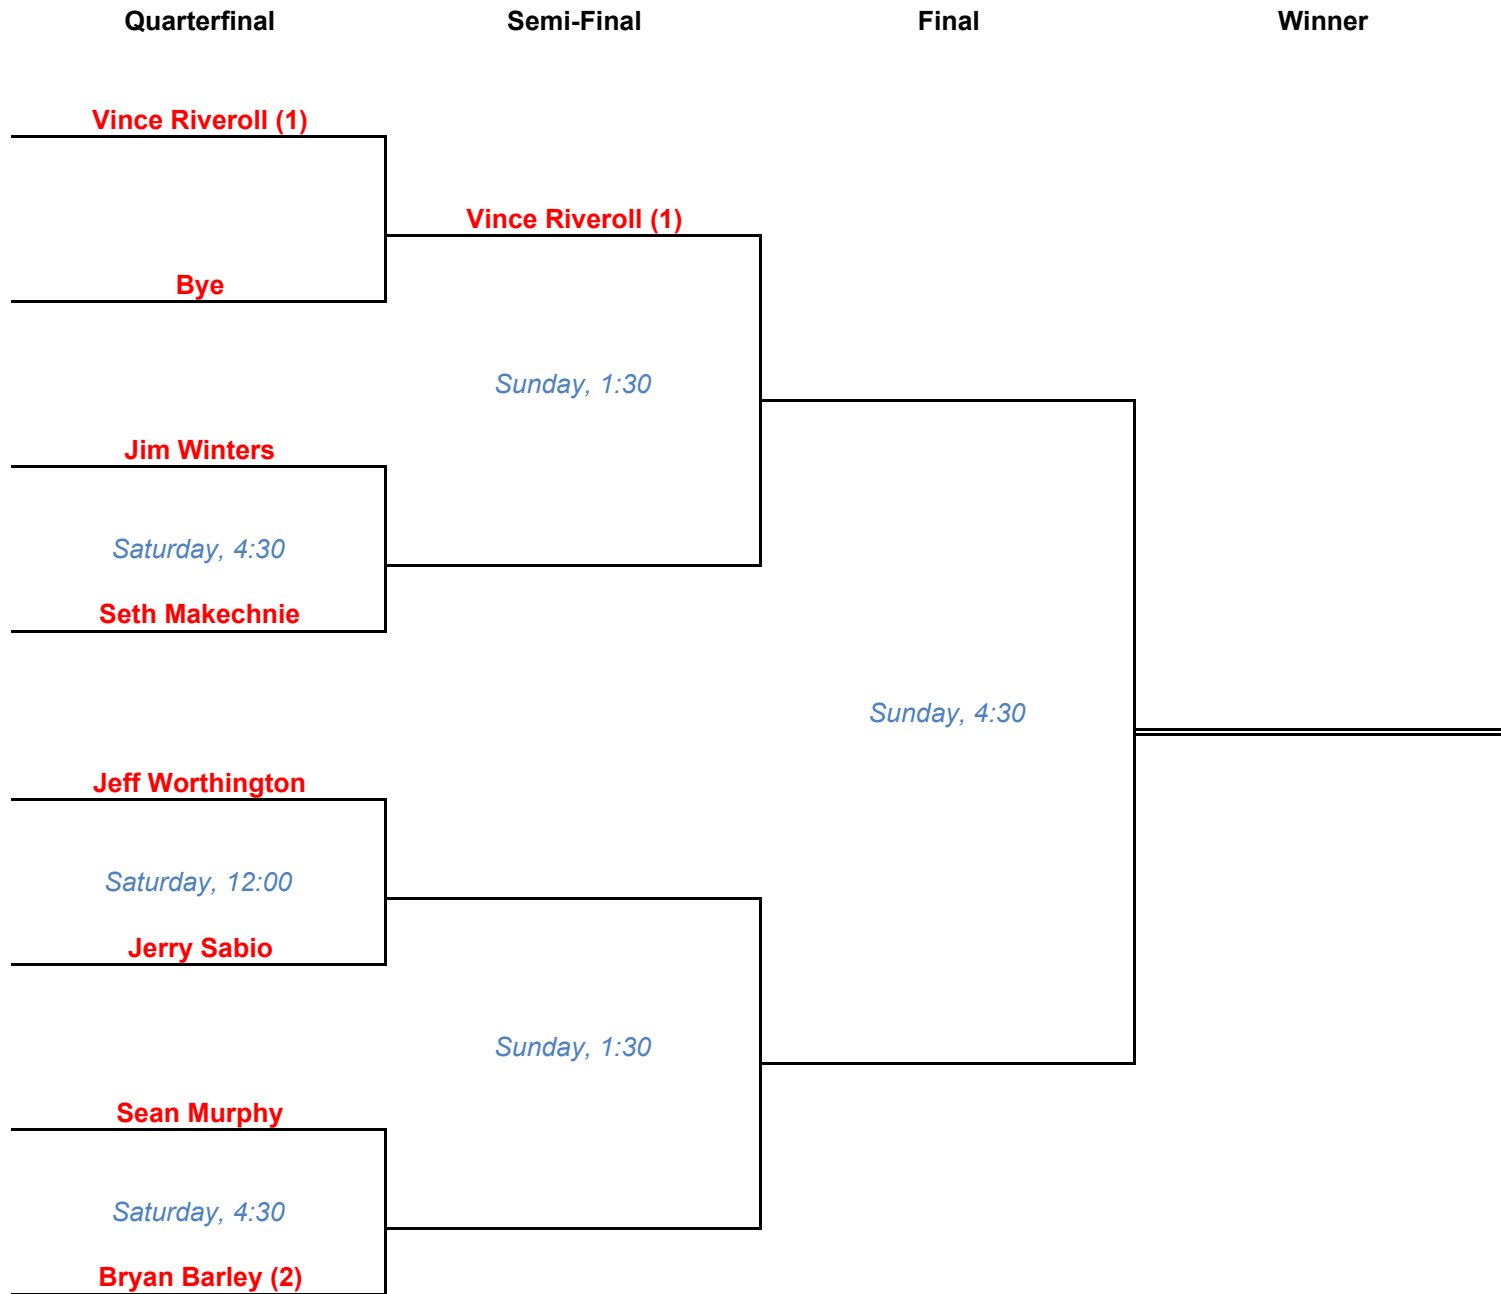 Quarterfinal Semi-Final Final Winner
Vince Riveroll (1)
Vince Riveroll (1)
Bye
Sunday, 1:30
Jim Winters
Saturday, 4:30
Seth Makechnie
Sunday, 4:30
Jeff Worthington
Saturday, 12:00
Jerry Sabio
Sunday, 1:30
Sean Murphy
Saturday, 4:30
Bryan Barley (2)